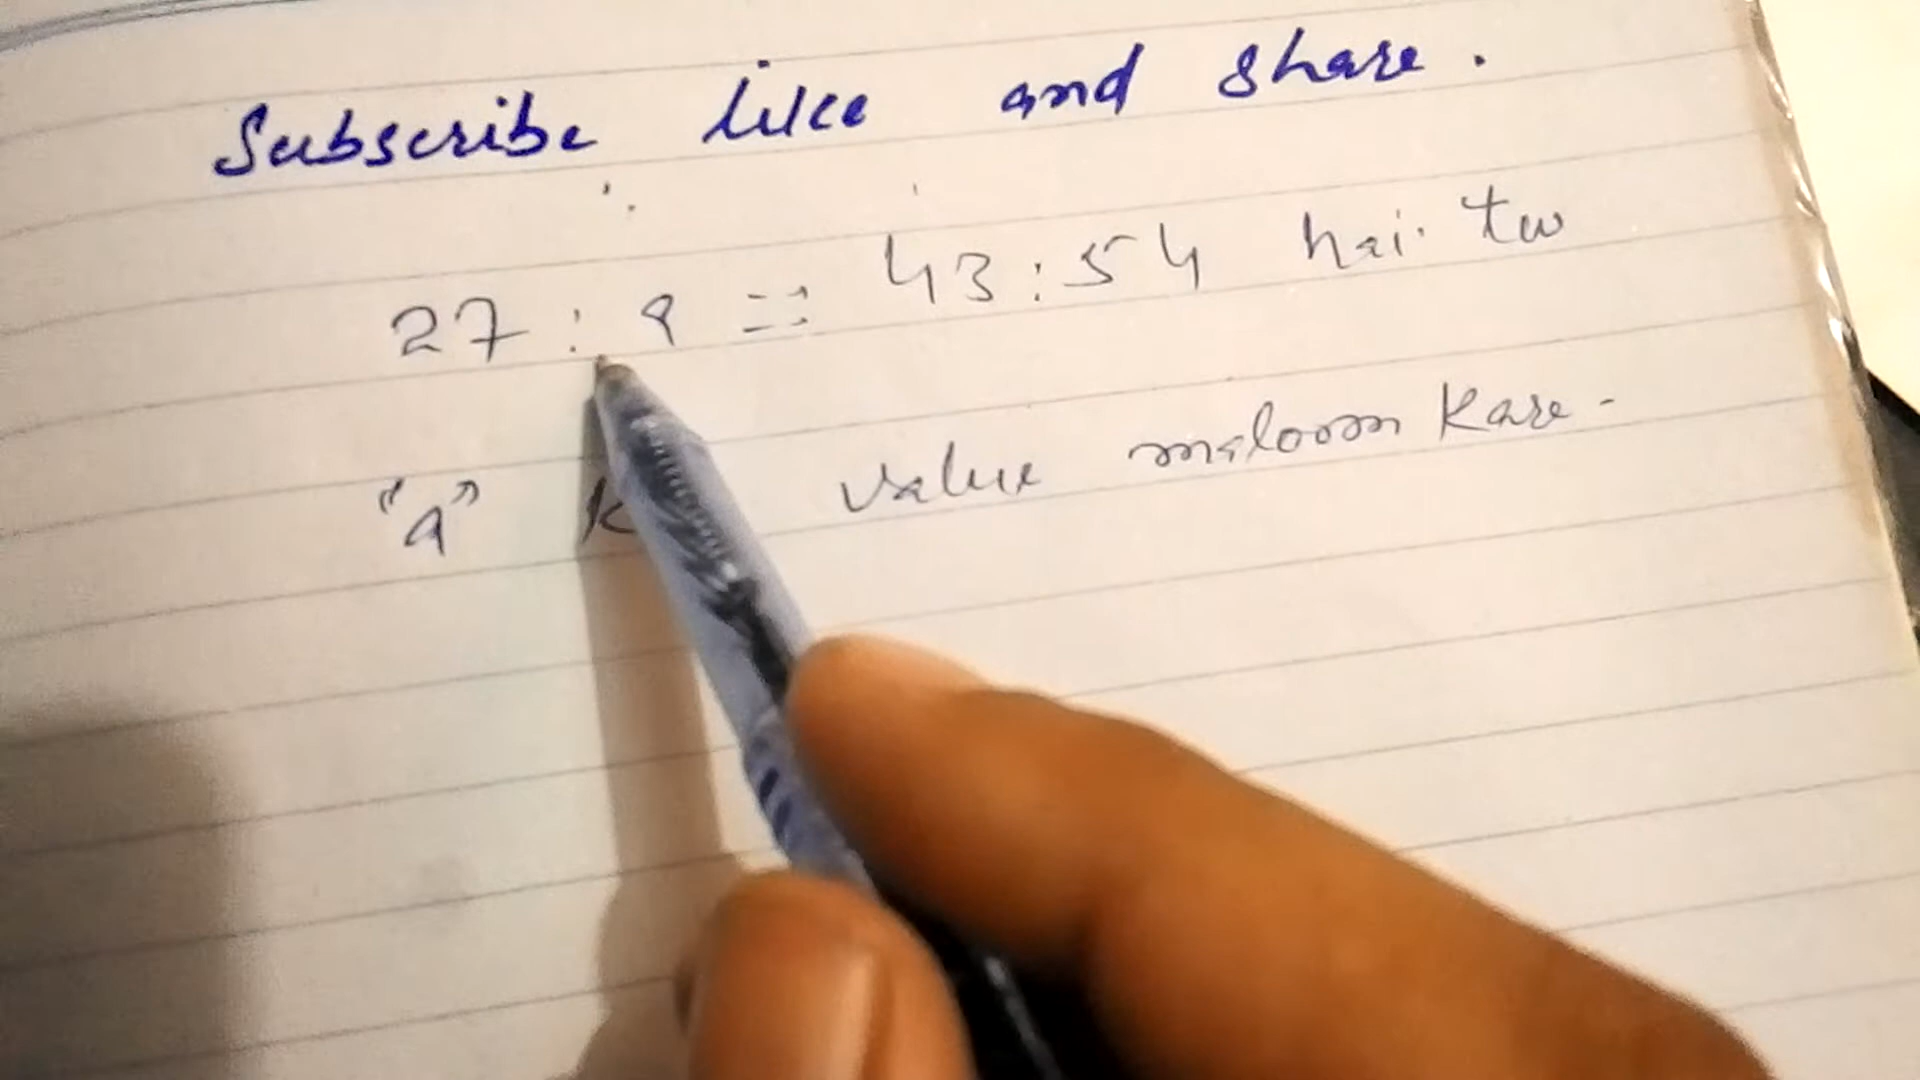 Subscribe like and share.
27 : a = 43:54 hai. tw
"a" value maloom kare.